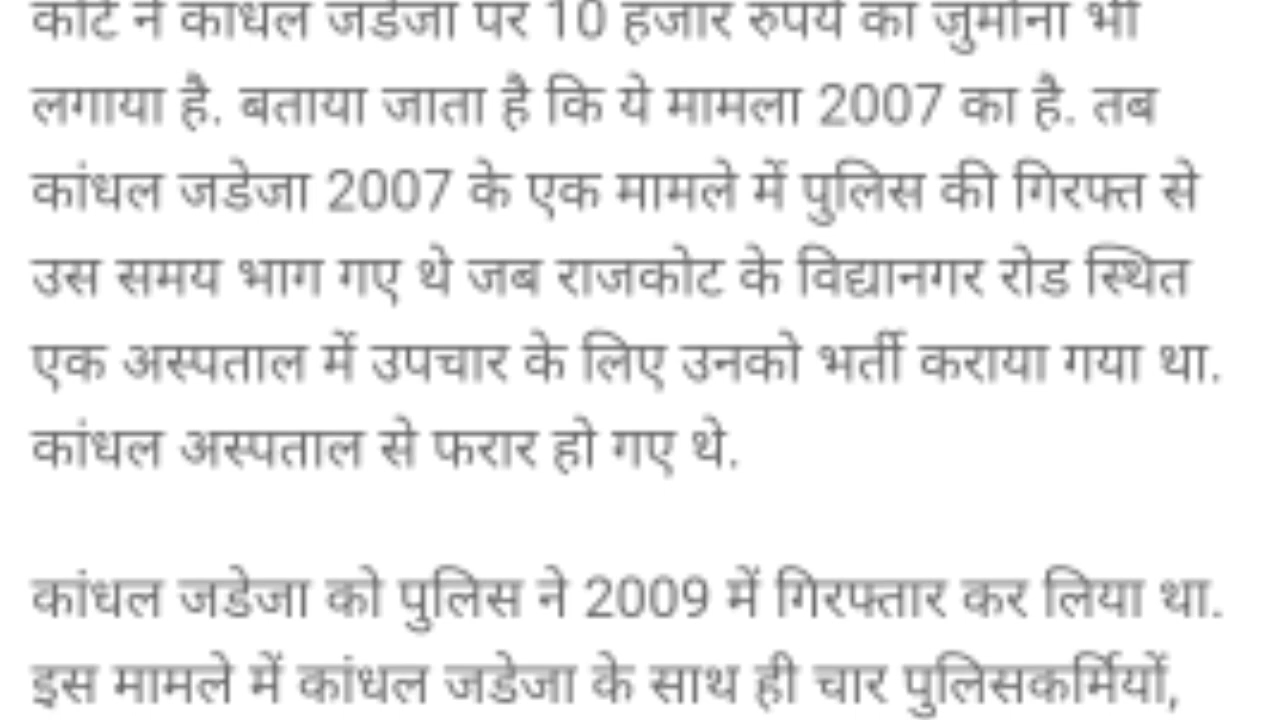 कोर्ट ने कांधल जडेजा पर 10 हजार रुपये का जुर्माना भी
लगाया है. बताया जाता है कि ये मामला 2007 का है. तब
कांधल जडेजा 2007 के एक मामले में पुलिस की गिरफ्त से
उस समय भाग गए थे जब राजकोट के विद्यानगर रोड स्थित
एक अस्पताल में उपचार के लिए उनको भर्ती कराया गया था.
कांधल अस्पताल से फरार हो गए थे.
कांधल जडेजा को पुलिस ने 2009 में गिरफ्तार कर लिया था.
इस मामले में कांधल जडेजा के साथ ही चार पुलिसकर्मियों,